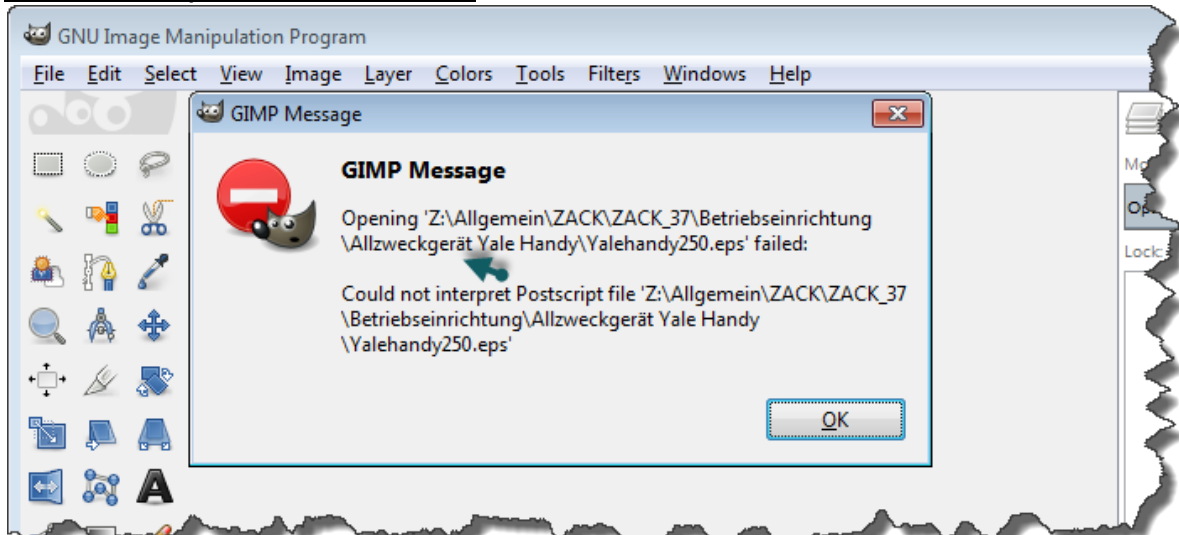 GNU Image Manipulation Program
File Edit Select View Image Layer Colors Tools Filters Windows Help
GIMP Message
GIMP Message
Opening 'Z:\Allgemein\ZACK\ZACK_37\Betriebseinrichtung
\Allzweckgerät Yale Handy\Yalehandy250.eps' failed:
Could not interpret Postscript file 'Z:\Allgemein\ZACK\ZACK_37
\Betriebseinrichtung\Allzweckgerät Yale Handy
\Yalehandy250.eps'
OK
Lock: